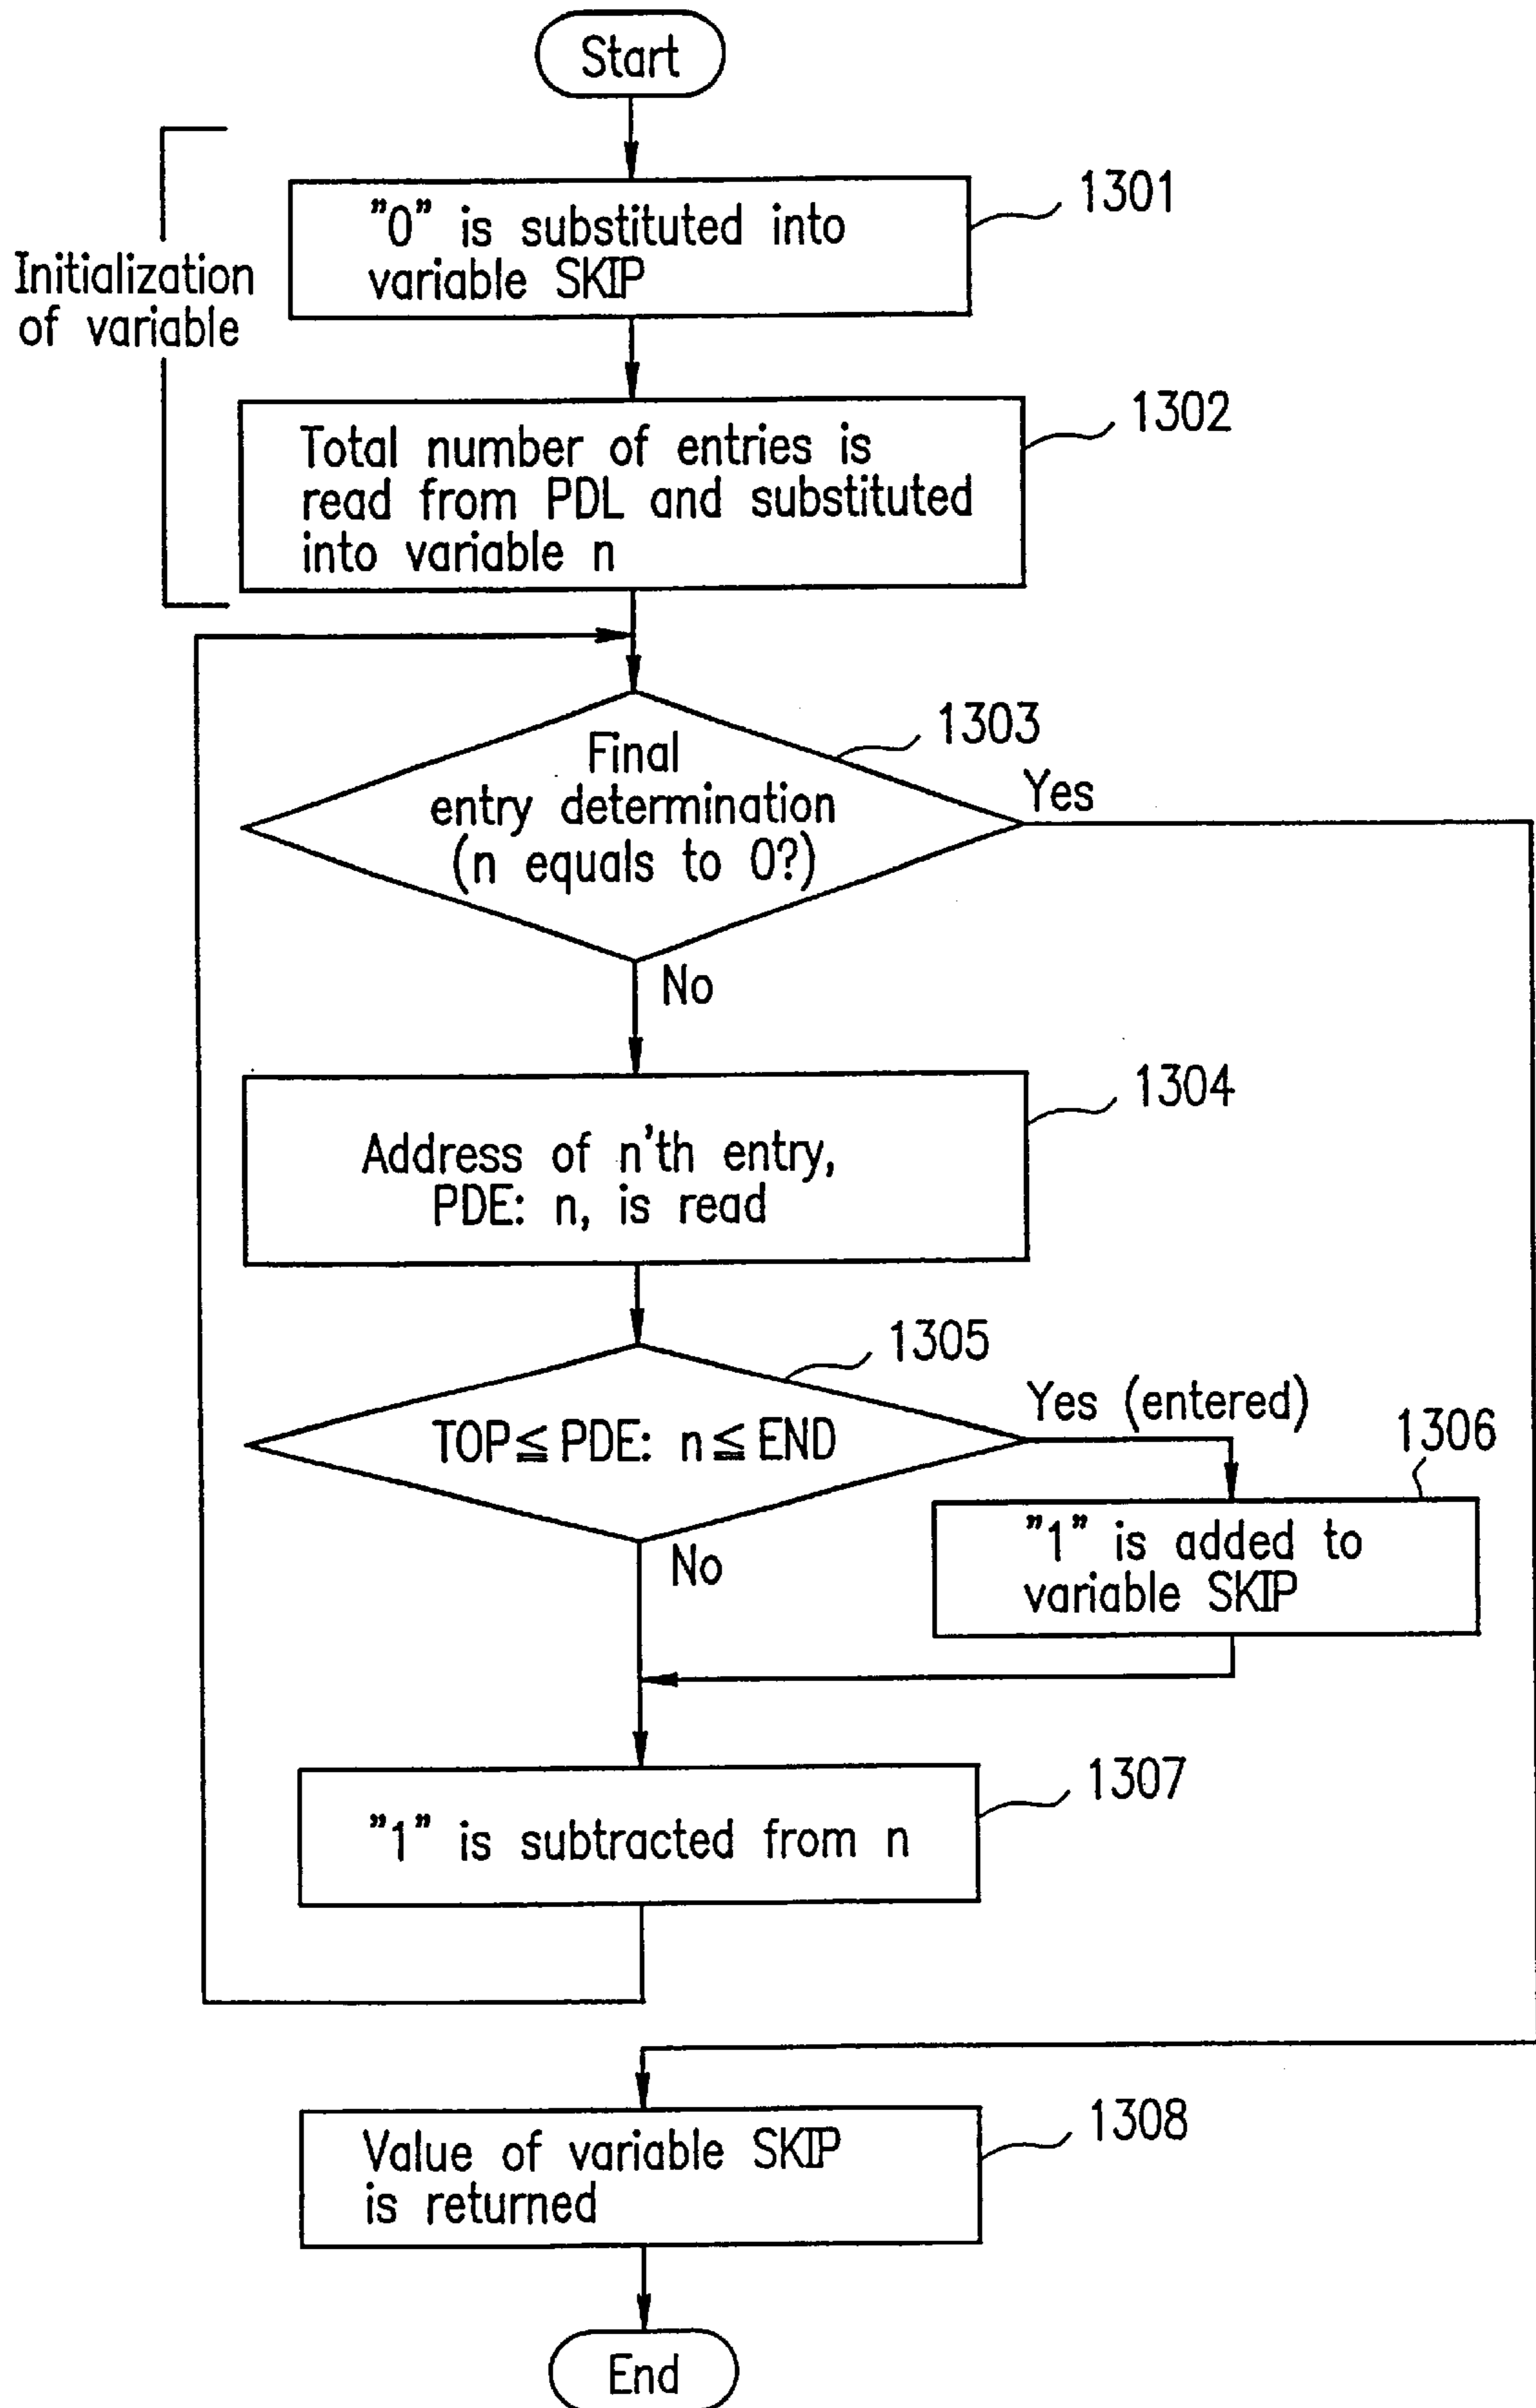 Start
1301
"0" is substituted into
variable SKIP
Initialization
of variable
1302
Total number of entries is
read from PDL and substituted
into variable n
1303
Final
entry determination
(n equals to 0?)
Yes
No
1304
Address of n'th entry,
PDE: n, is read
1305
TOP≦PDE: n≦END
Yes (entered)
1306
"1" is added to
variable SKIP
No
1307
"1" is subtracted from n
1308
Value of variable SKIP
is returned
End